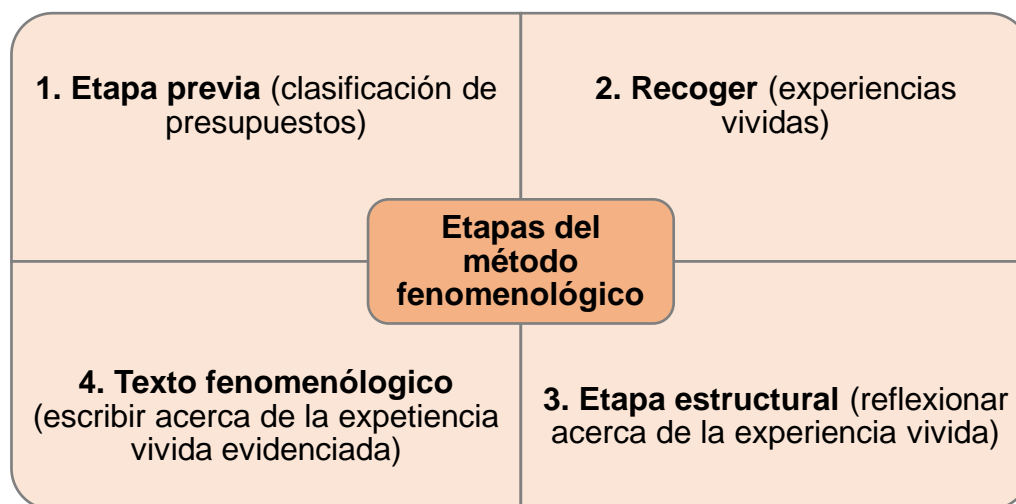 1. Etapa previa (clasificación de
presupuestos)
2. Recoger (experiencias
vividas)
Etapas del
método
fenomenológico
4. Texto fenomenólogico
(escribir acerca de la expetiencia
vivida evidenciada)
3. Etapa estructural (reflexionar
acerca de la experiencia vivida)